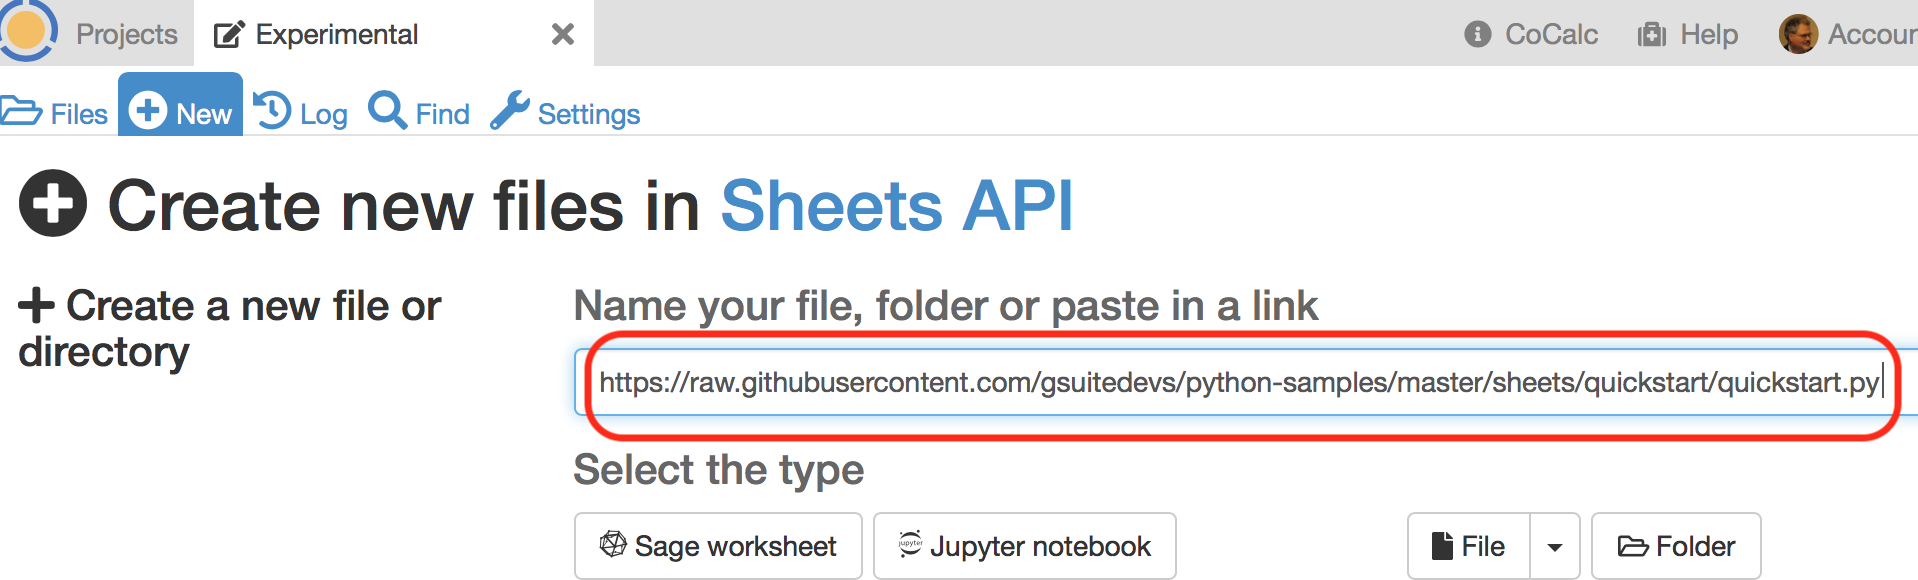 Projects Experimental CoCalc Help Accoun
Files New Log Find Settings
Create new files in Sheets API
Create a new file or
directory
Name your file, folder or paste in a link
https://raw.githubusercontent.com/gsuitedevs/python-samples/master/sheets/quickstart/quickstart.py
Select the type
Sage worksheet Jupyter notebook File Folder